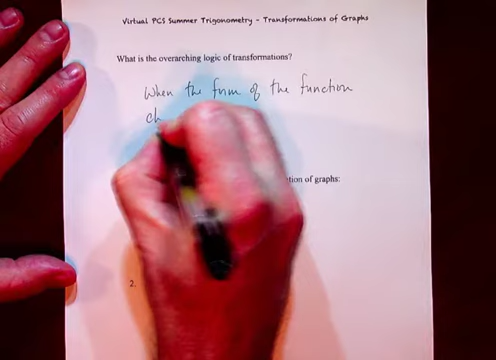 Virtual PCS Summer Trigonometry - Transformations of Graphs
What is the overarching logic of transformations?
When the form of the function
ch
tion of graphs:
2.